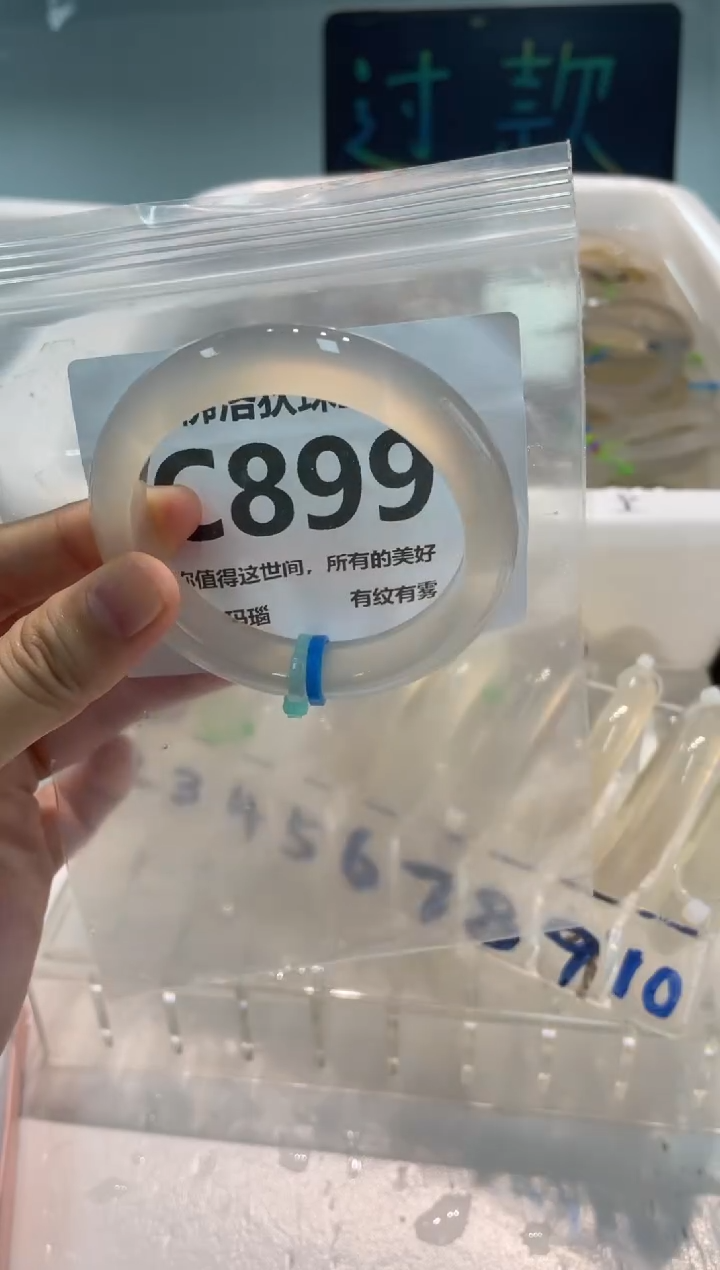 过款
C899
你值得这世间，所有的美好
玛瑙 有纹有雾
3 4 5 6 7 8 9 10